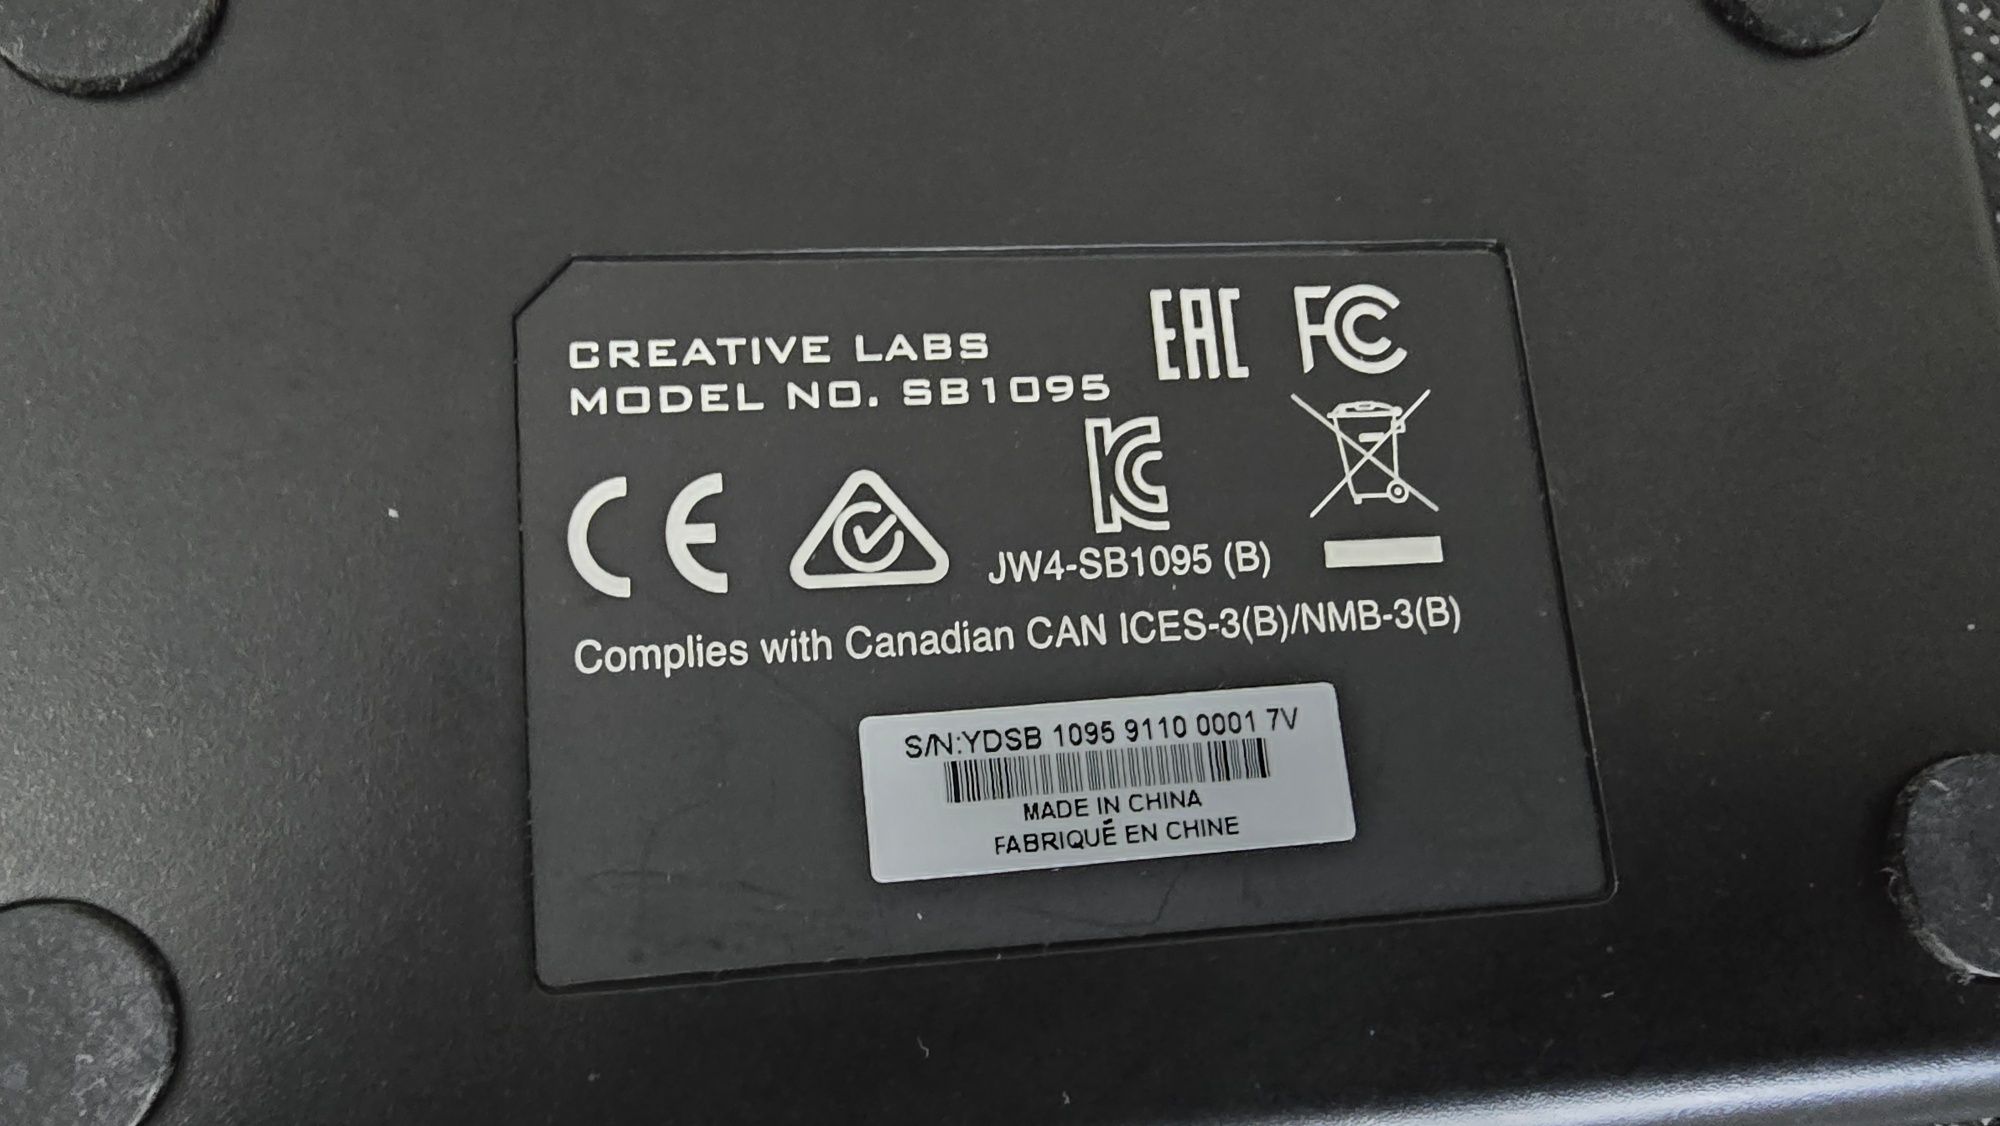 CREATIVE LABS
MODEL NO. SB1095
EAC FC
CE KC
JW4-SB1095 (B)
Complies with Canadian CAN ICES-3(B)/NMB-3(B)
S/N:YDSB 1095 9110 0001 7V
MADE IN CHINA
FABRIQUÉ EN CHINE